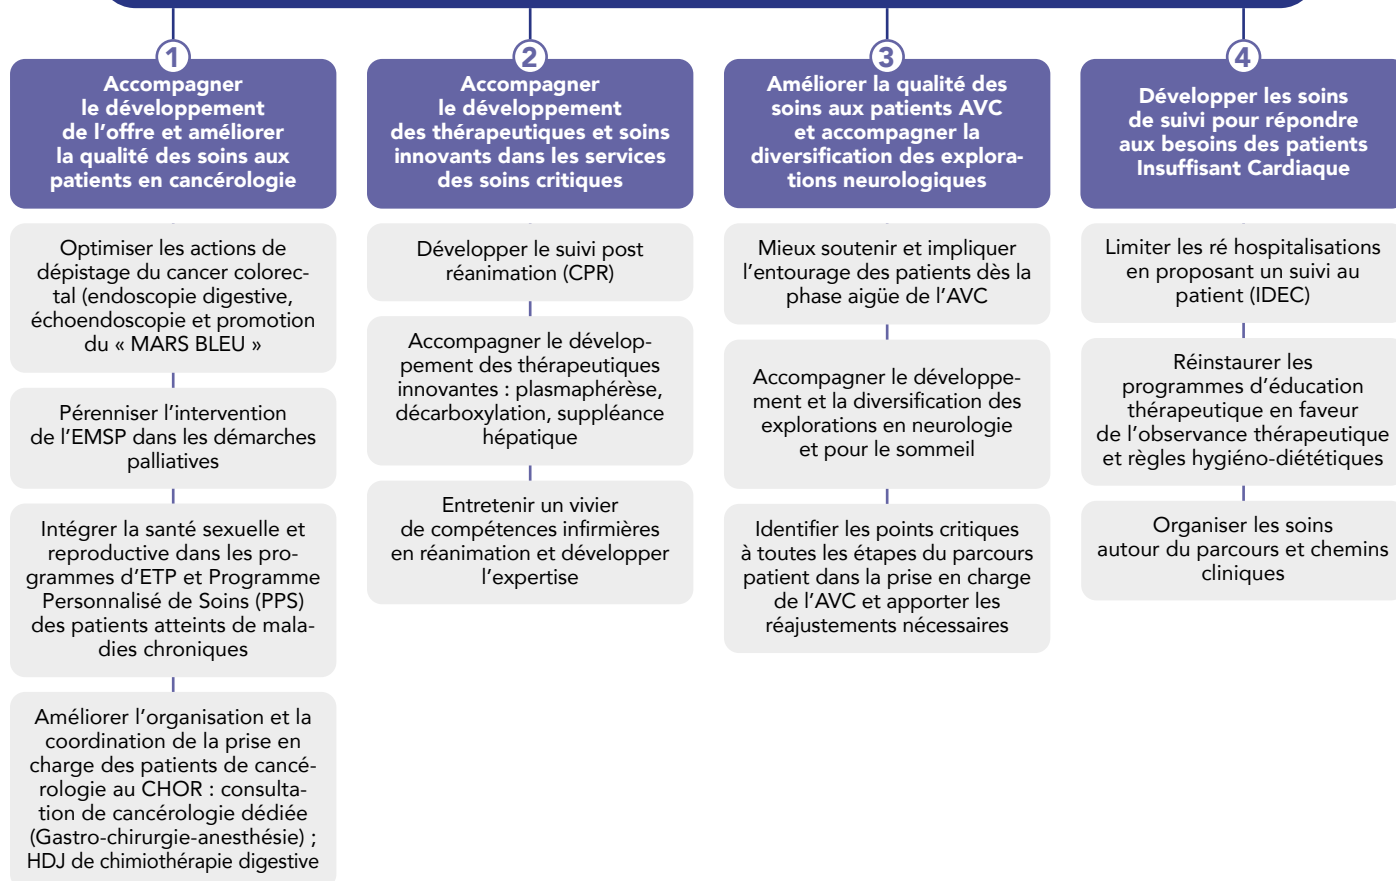 1
Accompagner
le développement
de l'offre et améliorer
la qualité des soins aux
patients en cancérologie
Optimiser les actions de
dépistage du cancer colorec-
tal (endoscopie digestive,
échoendoscopie et promotion
du « MARS BLEU »
Pérenniser l'intervention
de l'EMSP dans les démarches
palliatives
Intégrer la santé sexuelle et
reproductive dans les pro-
grammes d'ETP et Programme
Personnalisé de Soins (PPS)
des patients atteints de mala-
dies chroniques
Améliorer l'organisation et la
coordination de la prise en
charge des patients de cancé-
rologie au CHOR : consulta-
tion de cancérologie dédiée
(Gastro-chirurgie-anesthésie) ;
HDJ de chimiothérapie digestive
2
Accompagner
le développement
des thérapeutiques et soins
innovants dans les services
des soins critiques
Développer le suivi post
réanimation (CPR)
Accompagner le dévelop-
pement des thérapeutiques
innovantes : plasmaphérèse,
décarboxylation, suppléance
hépatique
Entretenir un vivier
de compétences infirmières
en réanimation et développer
l'expertise
3
Améliorer la qualité des
soins aux patients AVC
et accompagner la
diversification des explora-
tions neurologiques
Mieux soutenir et impliquer
l'entourage des patients dès la
phase aigüe de l'AVC
Accompagner le développe-
ment et la diversification des
explorations en neurologie
et pour le sommeil
Identifier les points critiques
à toutes les étapes du parcours
patient dans la prise en charge
de l'AVC et apporter les
réajustements nécessaires
4
Développer les soins
de suivi pour répondre
aux besoins des patients
Insuffisant Cardiaque
Limiter les ré hospitalisations
en proposant un suivi au
patient (IDEC)
Réinstaurer les
programmes d'éducation
thérapeutique en faveur
de l'observance thérapeutique
et règles hygiéno-diététiques
Organiser les soins
autour du parcours et chemins
cliniques